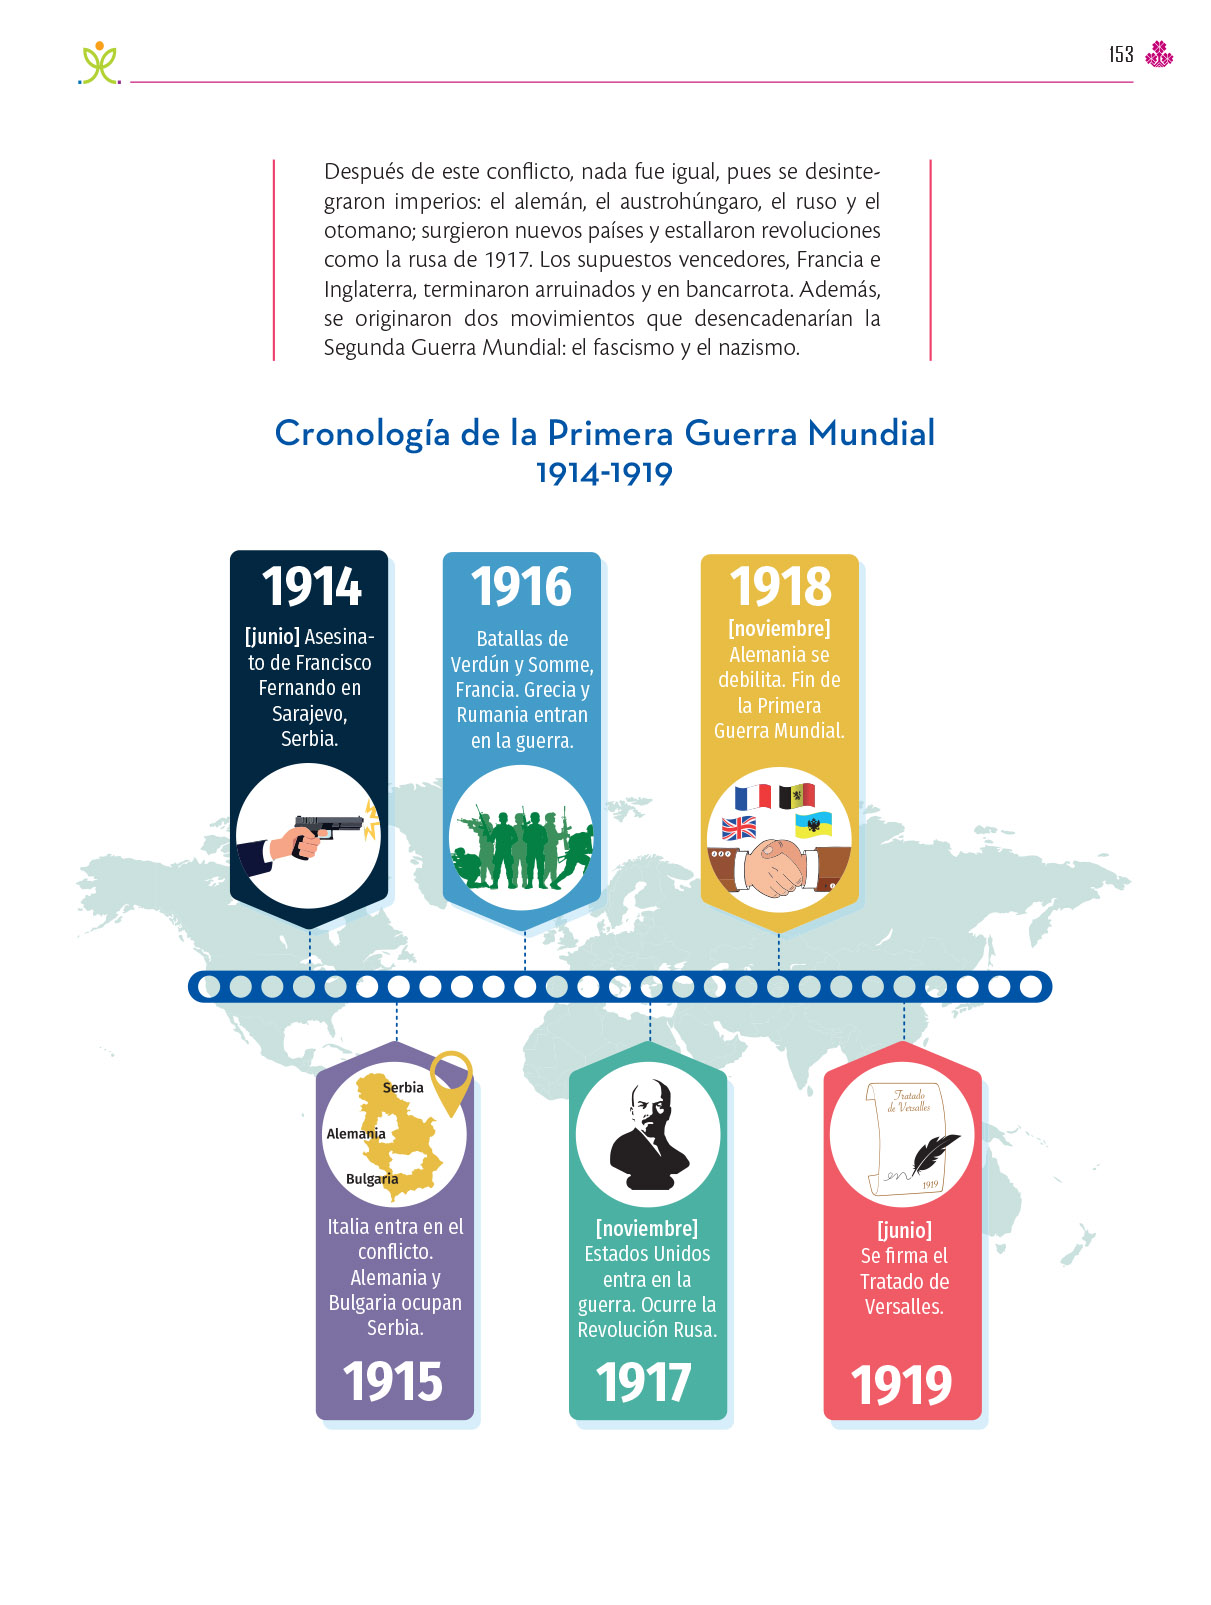 153
Después de este conflicto, nada fue igual, pues se desinte-
graron imperios: el alemán, el austrohúngaro, el ruso y el
otomano; surgieron nuevos países y estallaron revoluciones
como la rusa de 1917. Los supuestos vencedores, Francia e
Inglaterra, terminaron arruinados y en bancarrota. Además,
se originaron dos movimientos que desencadenarían la
Segunda Guerra Mundial: el fascismo y el nazismo.
Cronología de la Primera Guerra Mundial
1914-1919
1914
[junio] Asesina-
to de Francisco
Fernando en
Sarajevo,
Serbia.
1916
Batallas de
Verdún y Somme,
Francia. Grecia y
Rumania entran
en la guerra.
1918
[noviembre]
Alemania se
debilita. Fin de
la Primera
Guerra Mundial.
Serbia
Alemania
Bulgaria
Italia entra en el
conflicto.
Alemania y
Bulgaria ocupan
Serbia.
1915
[noviembre]
Estados Unidos
entra en la
guerra. Ocurre la
Revolución Rusa.
1917
Tratado
de Versalles
en
1919
[junio]
Se firma el
Tratado de
Versalles.
1919